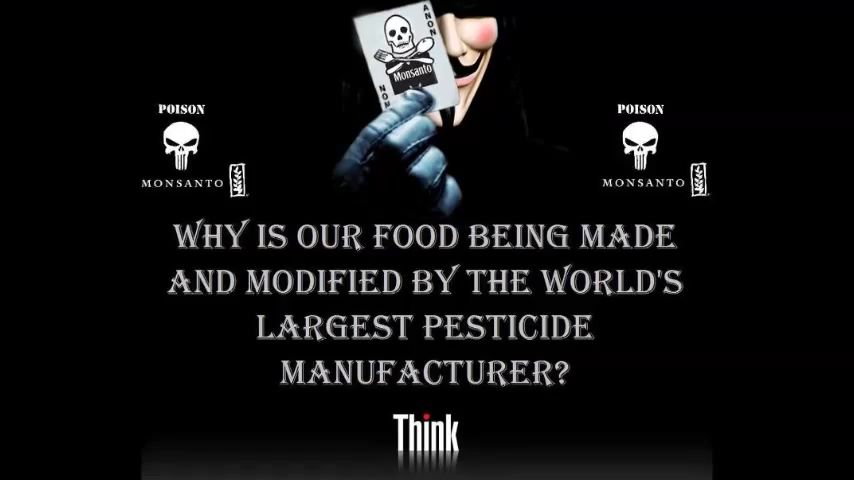 ANON
Monsanto
NON
POISON
MONSANTO
POISON
MONSANTO
WHY IS OUR FOOD BEING MADE
AND MODIFIED BY THE WORLD'S
LARGEST PESTICIDE
MANUFACTURER?
Think